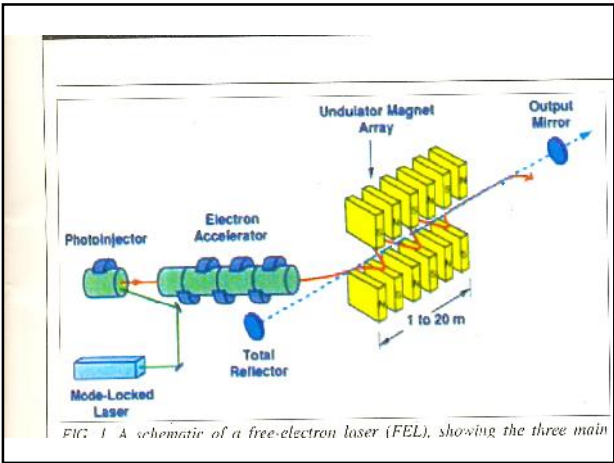 Undulator Magnet
Array
Output
Mirror
Electron
Accelerator
Photoinjector
1 to 20 m
Total
Reflector
Mode-Locked
Laser
FIG. 1 A schematic of a free-electron laser (FEL), showing the three main